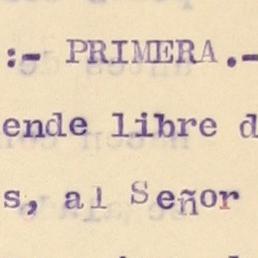 :- PRIMERA.-
ende libre d
s, al Señor